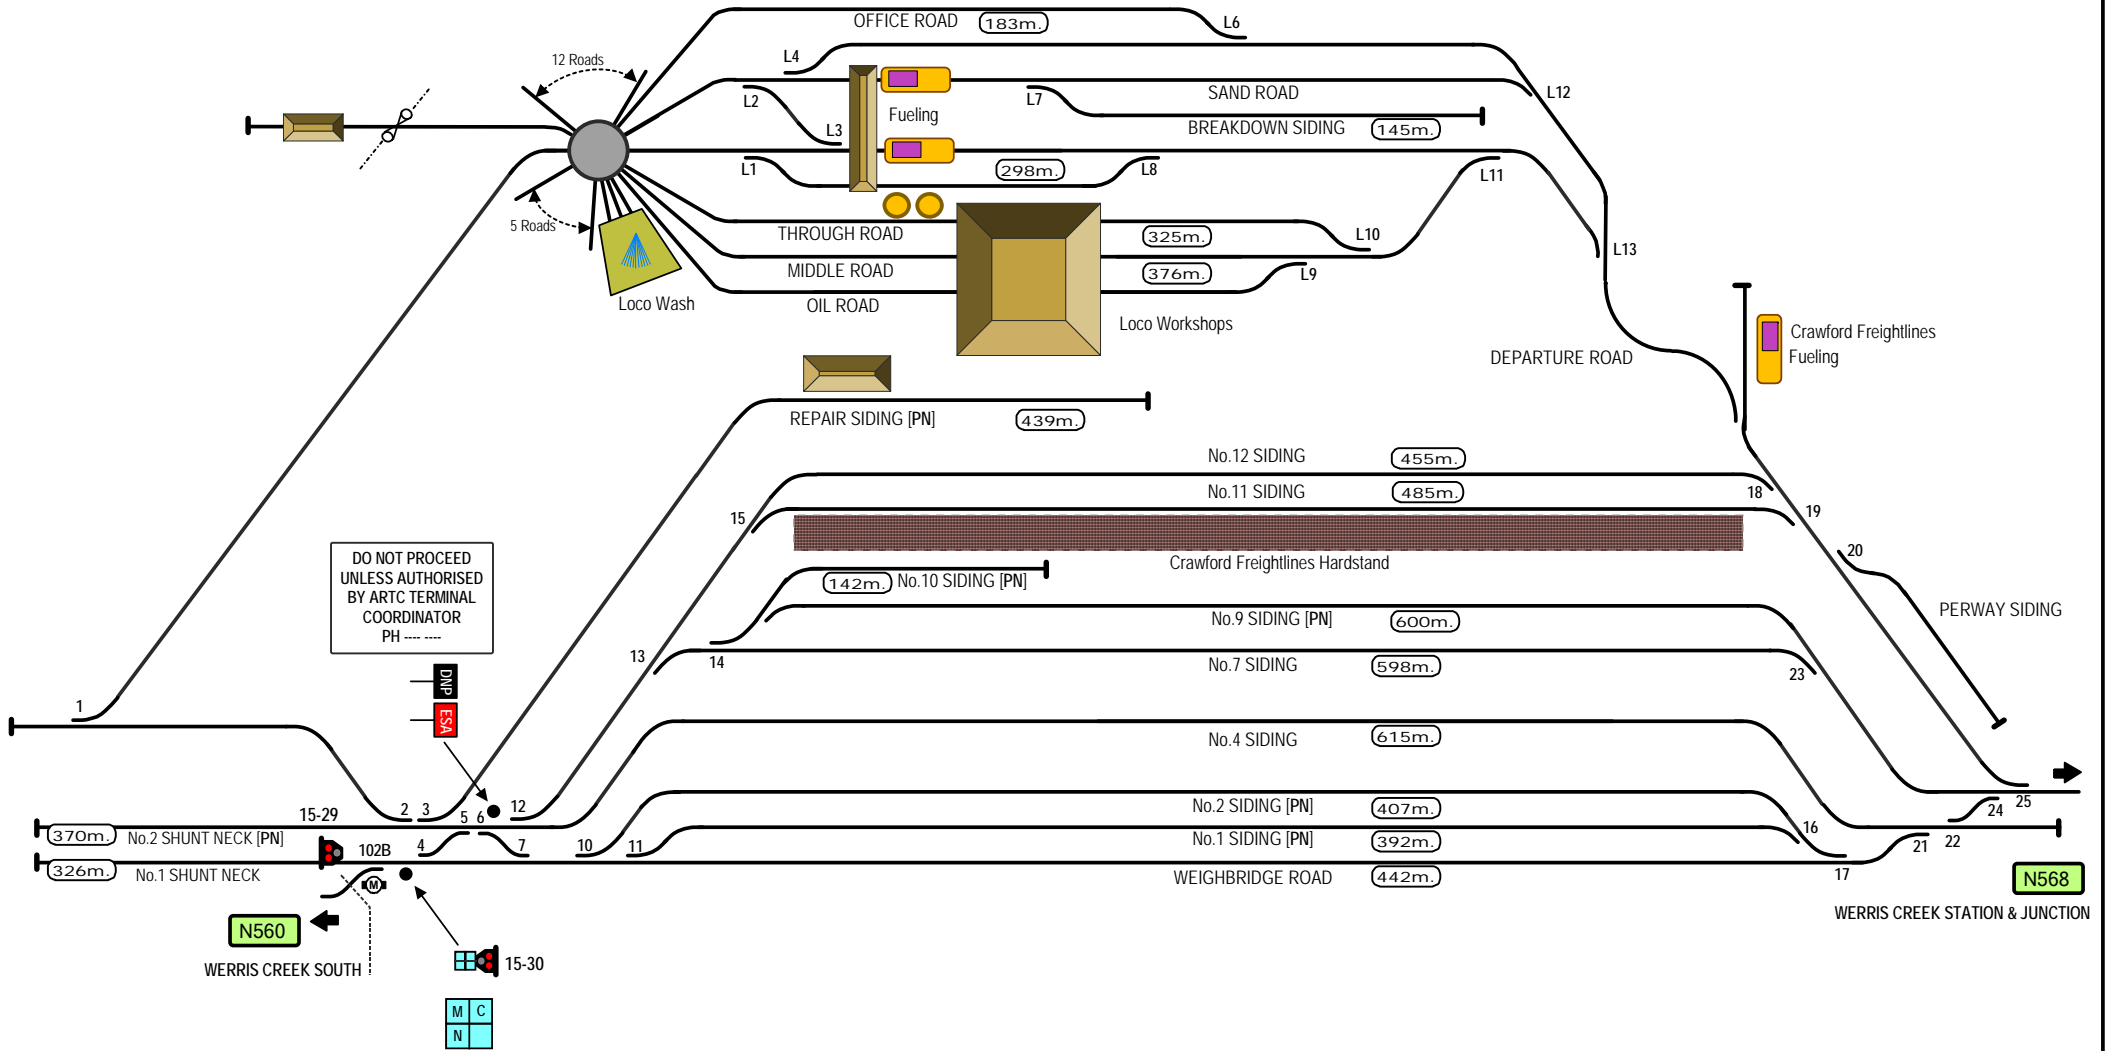 OFFICE ROAD
183m.
L6
12 Roads
L4
L2
Fueling
L7
SAND ROAD
L12
L3
BREAKDOWN SIDING
145m.
L1
298m.
L8
L11
5 Roads
THROUGH ROAD
325m.
L10
L13
MIDDLE ROAD
376m.
L9
Loco Wash
OIL ROAD
Loco Workshops
Crawford Freightlines
Fueling
DEPARTURE ROAD
REPAIR SIDING [PN]
439m.
No.12 SIDING
455m.
No.11 SIDING
485m.
18
15
19
DO NOT PROCEED
UNLESS AUTHORISED
BY ARTC TERMINAL
COORDINATOR
PH ---- ----
Crawford Freightlines Hardstand
20
142m.
No.10 SIDING [PN]
PERWAY SIDING
No.9 SIDING [PN]
600m.
13
14
No.7 SIDING
598m.
23
DNP
ESA
1
No.4 SIDING
615m.
15-29
2
3
5
6
12
No.2 SIDING [PN]
407m.
24
25
370m.
No.2 SHUNT NECK [PN]
102B
4
7
10
11
No.1 SIDING [PN]
392m.
16
21
22
326m.
No.1 SHUNT NECK
M
WEIGHBRIDGE ROAD
442m.
17
N568
WERRIS CREEK STATION & JUNCTION
N560
WERRIS CREEK SOUTH
15-30
M C
N